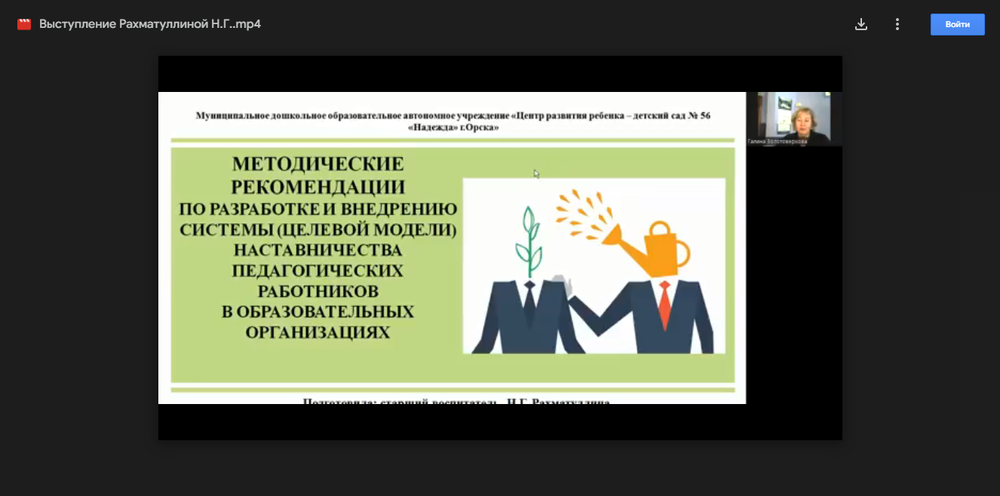 Выступление Рахматуллиной Н.Г..mp4
Войти
Муниципальное дошкольное образовательное автономное учреждение «Центр развития ребенка – детский сад № 56
«Надежда» г.Орска»
Галина Золотоверхова
МЕТОДИЧЕСКИЕ
РЕКОМЕНДАЦИИ
ПО РАЗРАБОТКЕ И ВНЕДРЕНИЮ
СИСТЕМЫ (ЦЕЛЕВОЙ МОДЕЛИ)
НАСТАВНИЧЕСТВА
ПЕДАГОГИЧЕСКИХ
РАБОТНИКОВ
В ОБРАЗОВАТЕЛЬНЫХ
ОРГАНИЗАЦИЯХ
Подготовила: старший воспитатель Н.Г. Рахматуллина